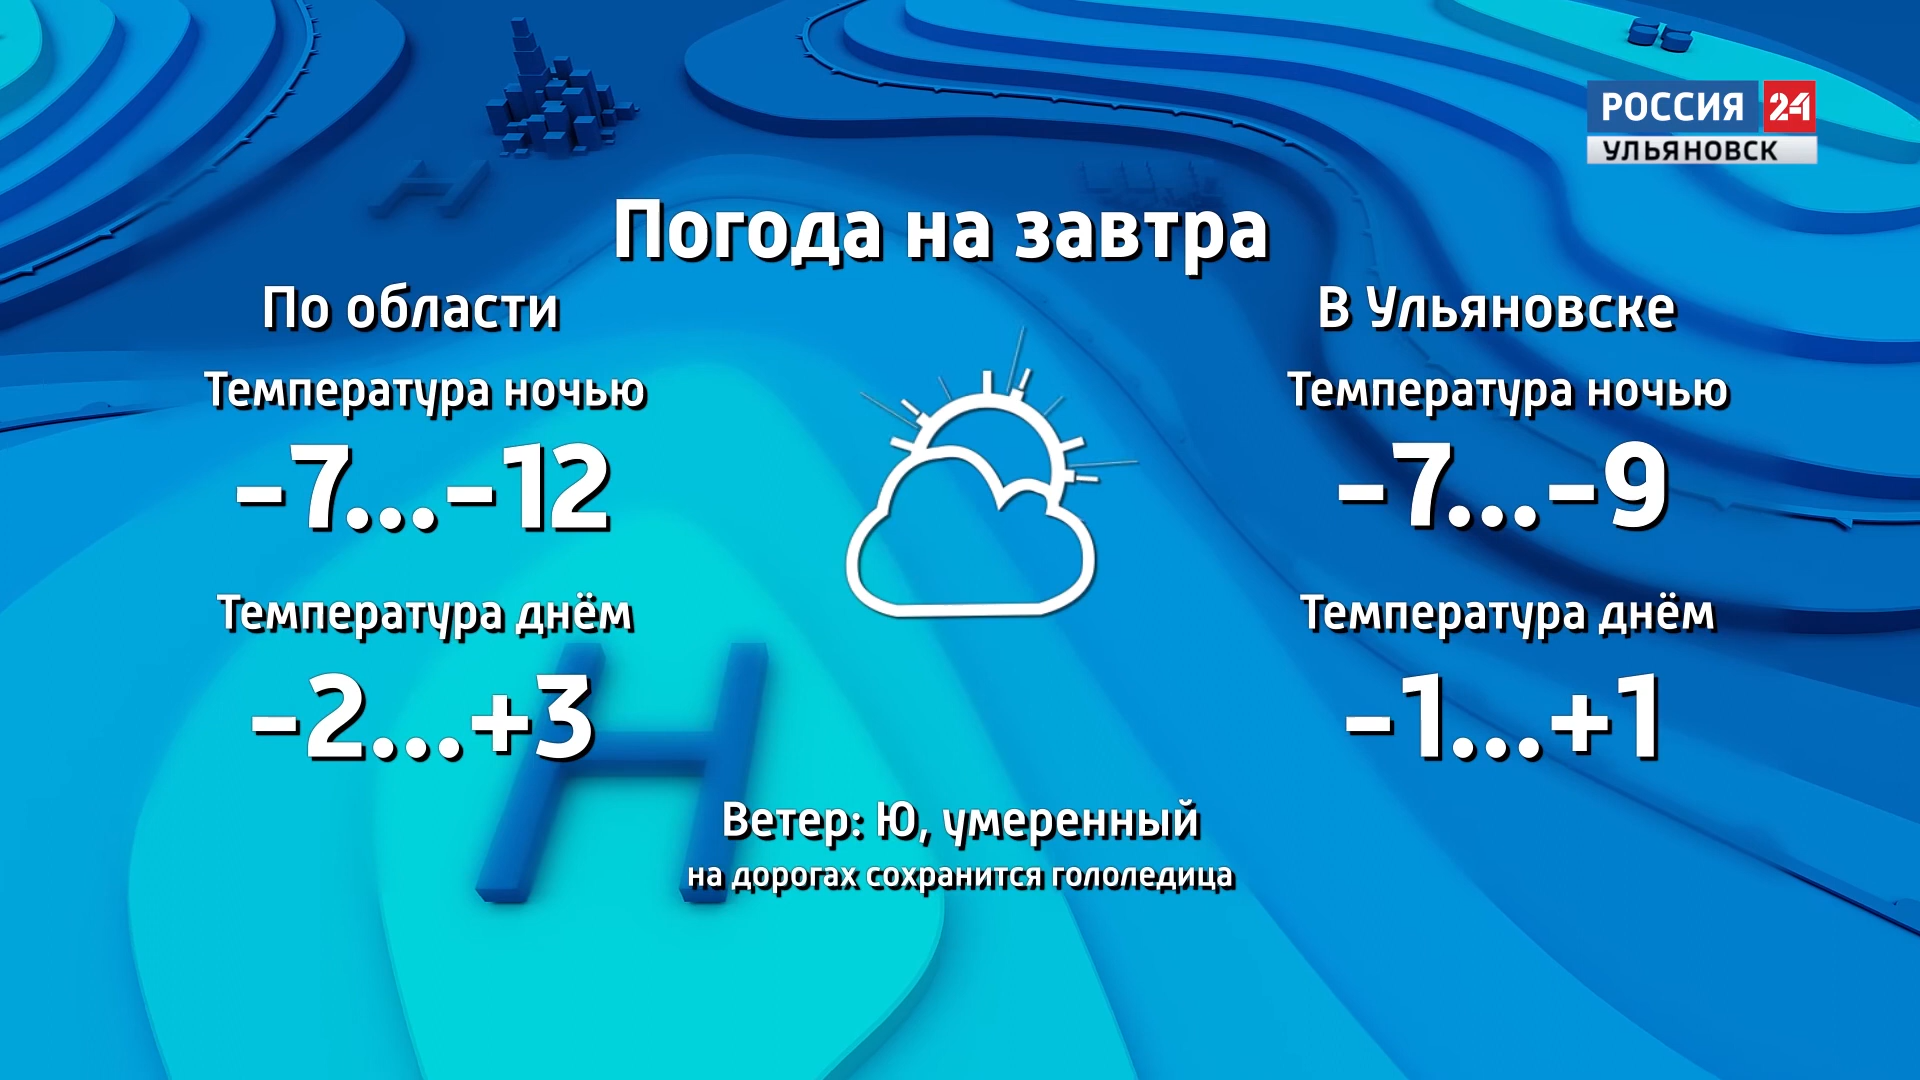 РОССИЯ 24
УЛЬЯНОВСК
Погода на завтра
По области
Температура ночью
-7...-12
Температура днём
-2...+3
В Ульяновске
Температура ночью
-7...-9
Температура днём
-1...+1
Ветер: Ю, умеренный
на дорогах сохранится гололедица